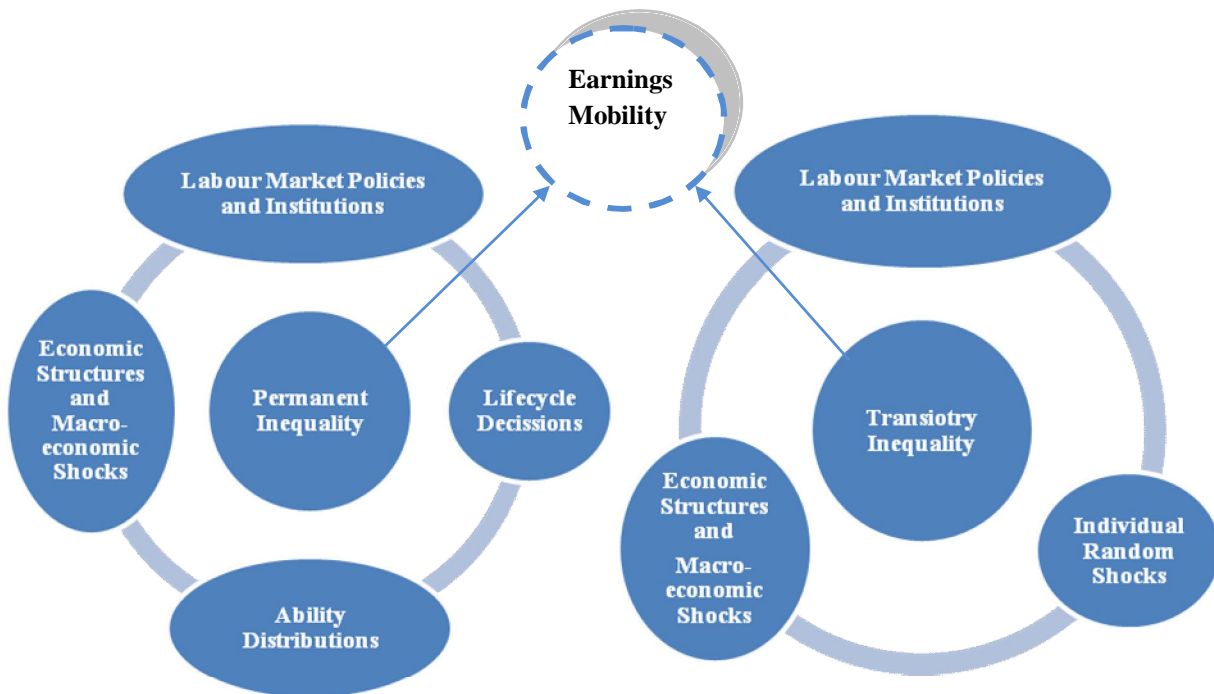 Earnings
Mobility
Labour Market Policies
and Institutions
Economic
Structures
and
Macro-
economic
Shocks
Permanent
Inequality
Lifecycle
Decissions
Ability
Distributions
Labour Market Policies
and Institutions
Transiotry
Inequality
Economic
Structures
and
Macro-
economic
Shocks
Individual
Random
Shocks